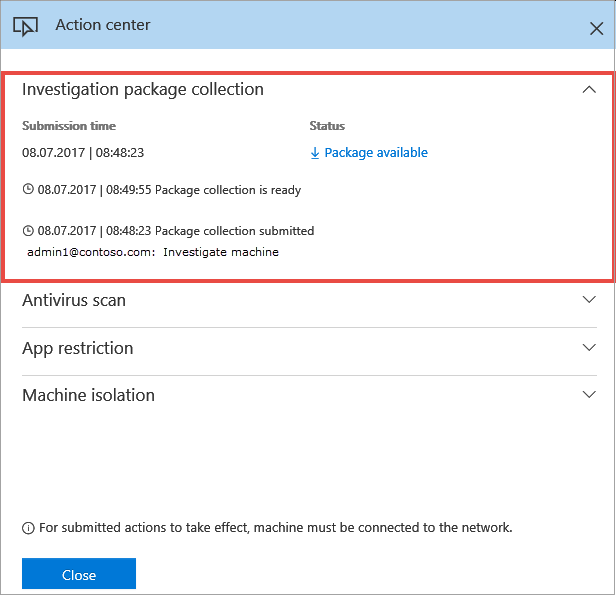 Action center
Investigation package collection
Submission time Status
08.07.2017 | 08:48:23 Package available
08.07.2017 | 08:49:55 Package collection is ready
08.07.2017 | 08:48:23 Package collection submitted
admin1@contoso.com: Investigate machine
Antivirus scan
App restriction
Machine isolation
For submitted actions to take effect, machine must be connected to the network.
Close